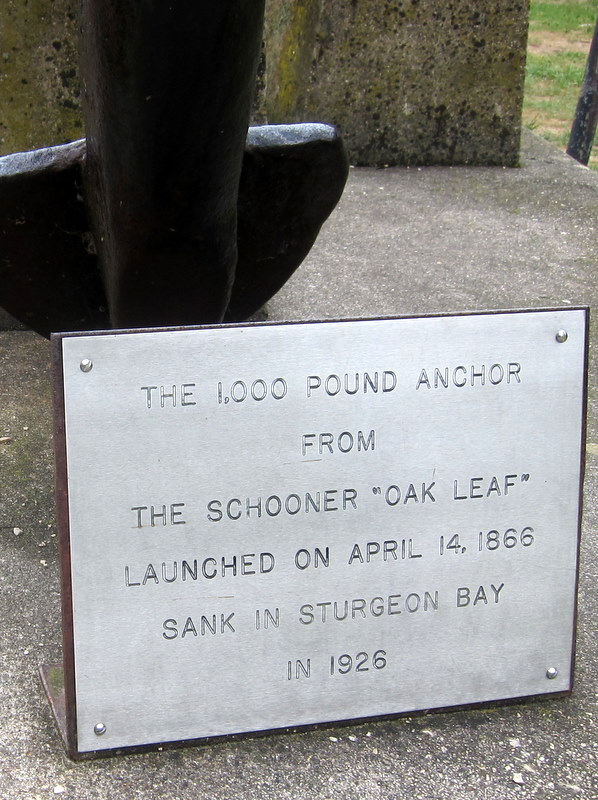 THE 1,000 POUND ANCHOR
FROM
THE SCHOONER "OAK LEAF"
LAUNCHED ON APRIL 14, 1866
SANK IN STURGEON BAY
IN 1926